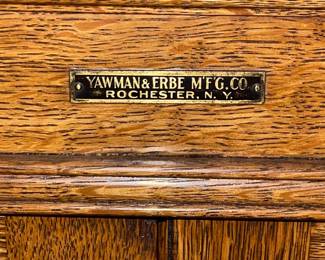 YAWMAN & ERBE M'F'G. CO.
ROCHESTER, N. Y.